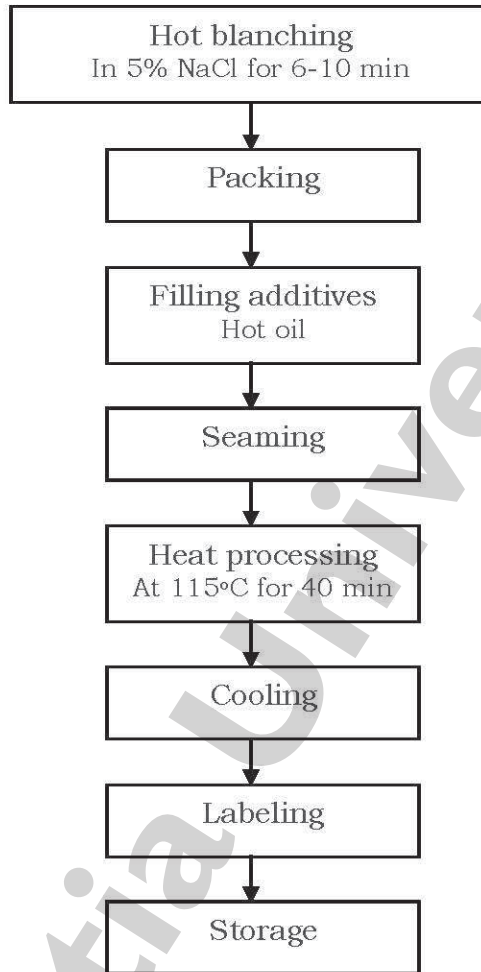 Hot blanching
In 5% NaCl for 6-10 min
Packing
Filling additives
Hot oil
Seaming
Heat processing
At 115°C for 40 min
Cooling
Labeling
Storage